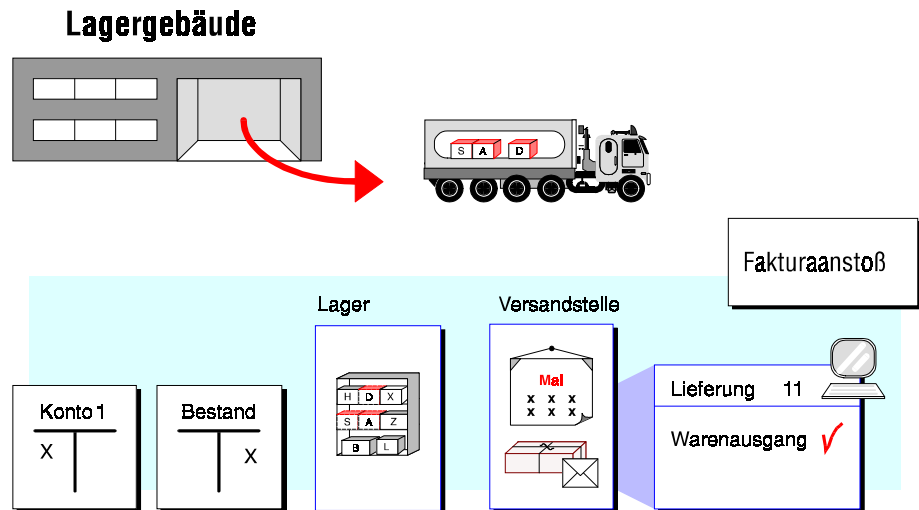 Lagergebäude
S A D
Fakturaanstoß
Lager
Versandstelle
Mai
X X X
X X X
Lieferung 11
Warenausgang
Konto 1
X
Bestand
X
H D X
S A Z
B L